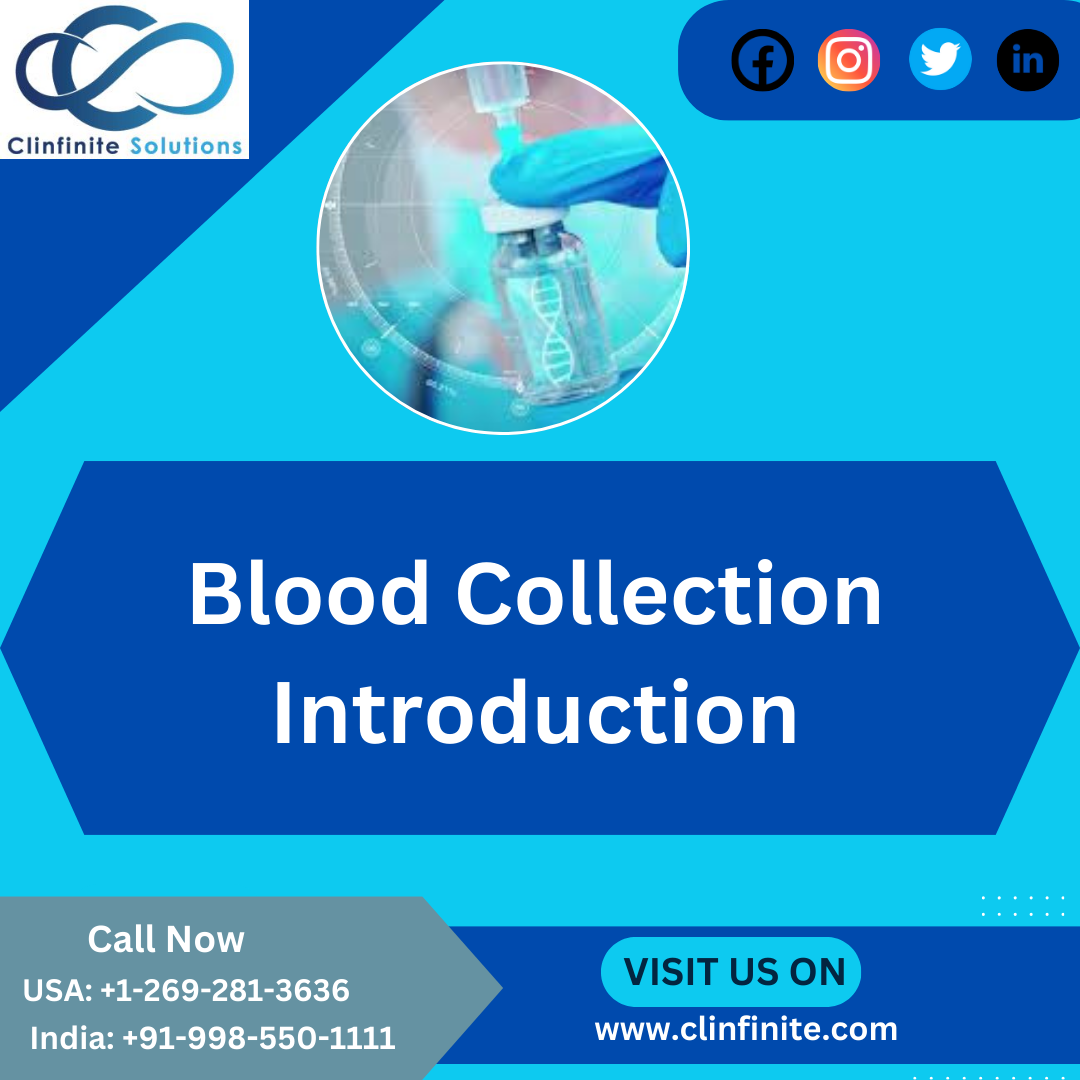 Clinfinite Solutions
in
Blood Collection
Introduction
Call Now
USA: +1-269-281-3636
India: +91-998-550-1111
VISIT US ON
www.clinfinite.com